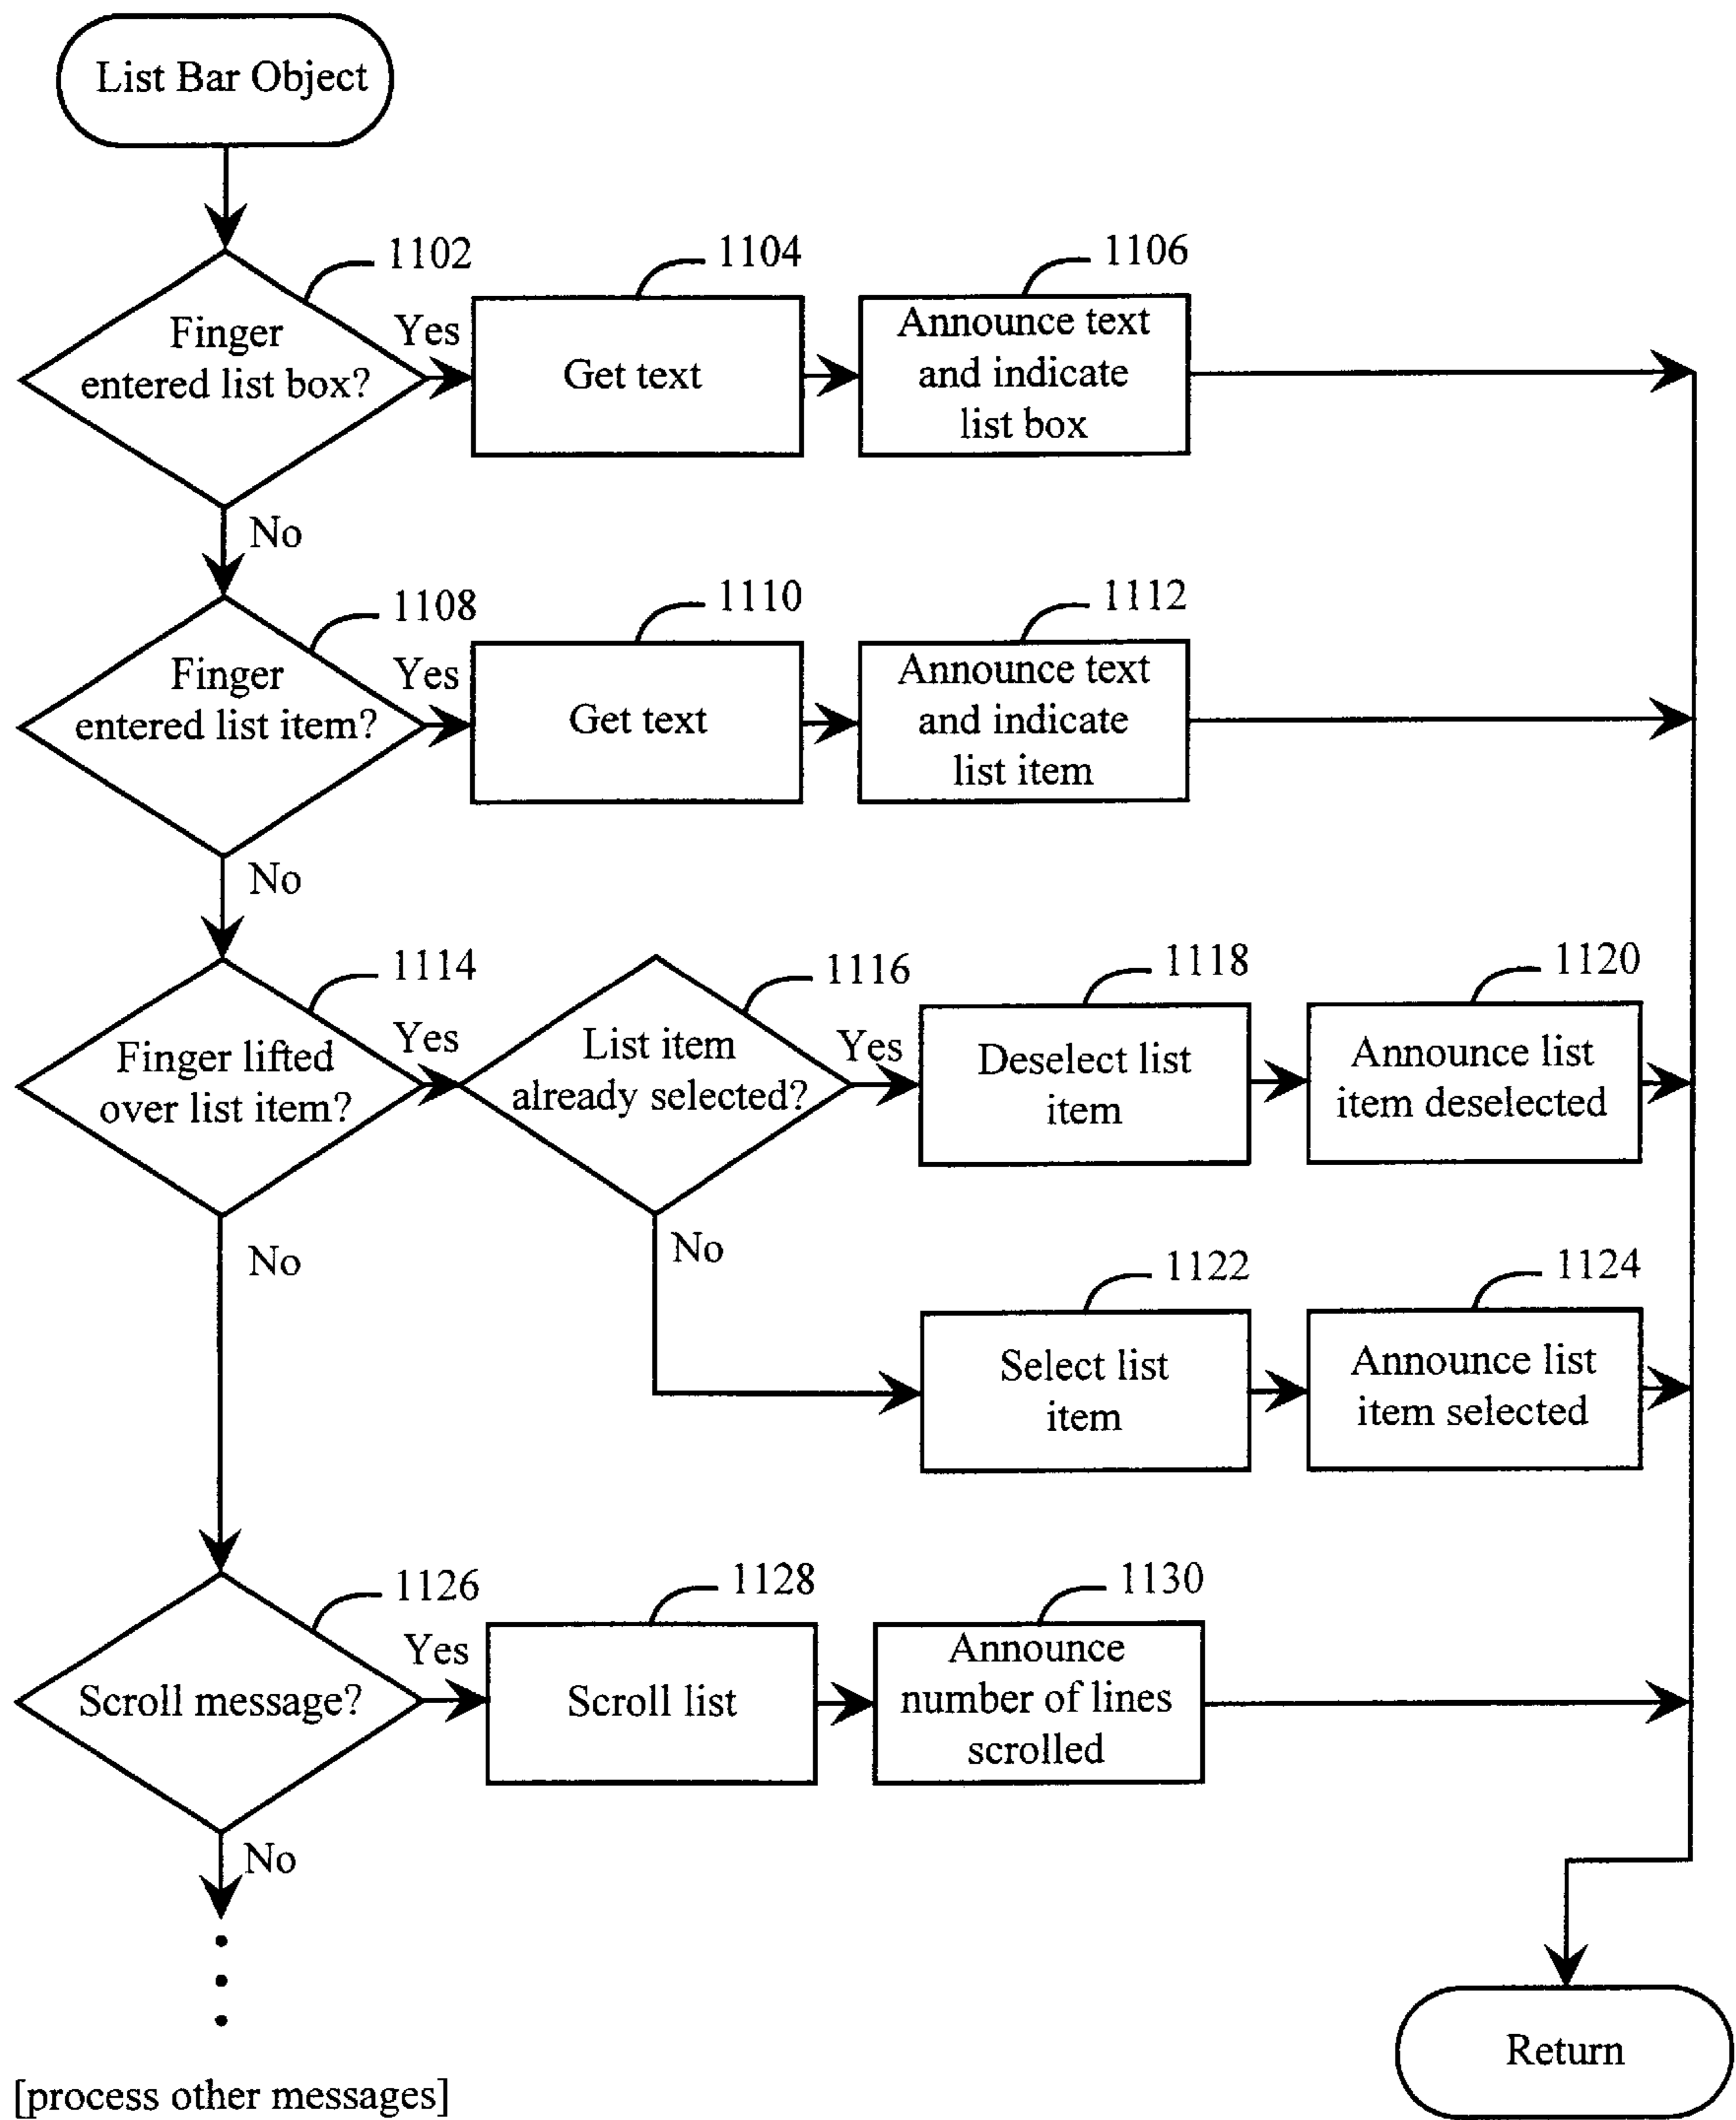 List Bar Object
1102
1104
1106
Finger
entered list box?
Yes
Get text
Announce text
and indicate
list box
No
1108
1110
1112
Finger
entered list item?
Yes
Get text
Announce text
and indicate
list item
No
1114
1116
1118
1120
Finger lifted
over list item?
Yes
List item
already selected?
Yes
Deselect list
item
Announce list
item deselected
No
No
1122
1124
Select list
item
Announce list
item selected
1126
1128
1130
Scroll message?
Yes
Scroll list
Announce
number of lines
scrolled
No
[process other messages]
Return